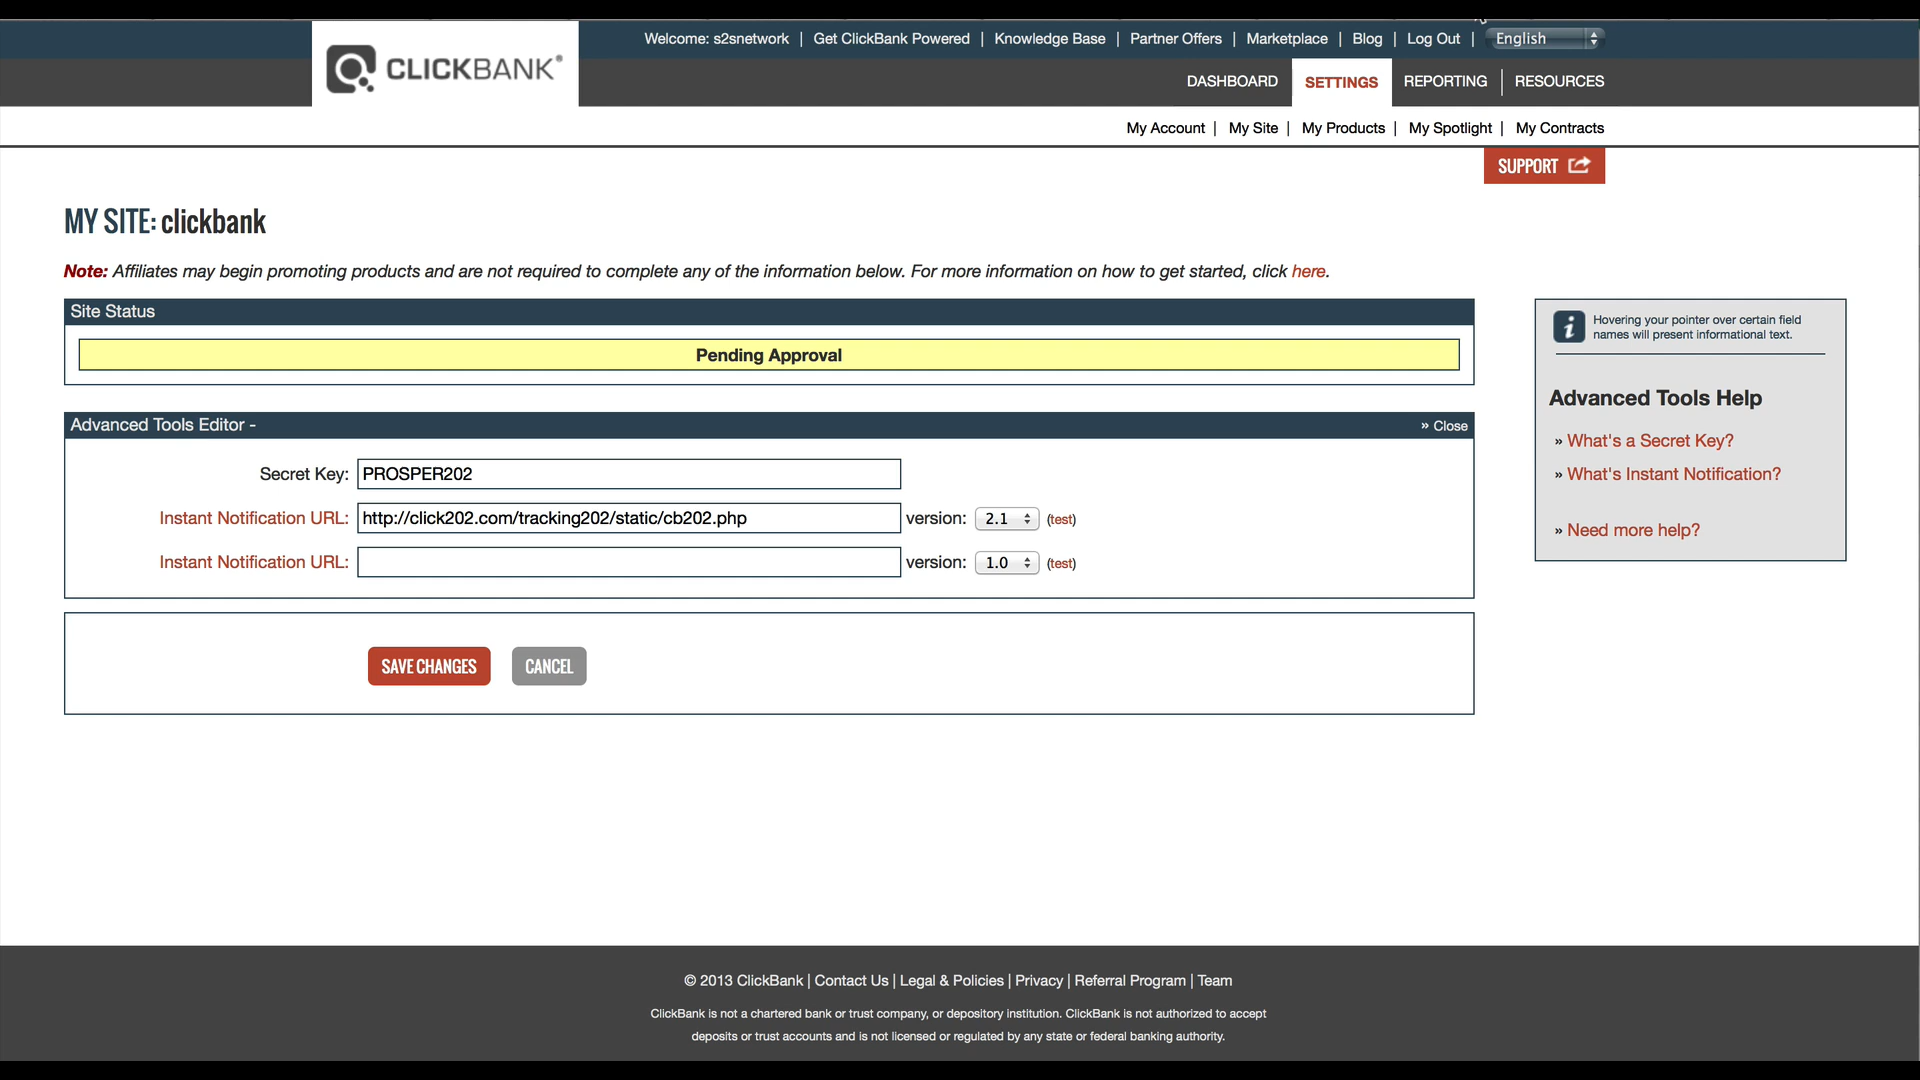 Welcome: s2snetwork | Get ClickBank Powered | Knowledge Base | Partner Offers | Marketplace | Blog | Log Out | English
CLICKBANK®
DASHBOARD SETTINGS REPORTING | RESOURCES
My Account | My Site | My Products | My Spotlight | My Contracts
SUPPORT
MY SITE: clickbank
Note: Affiliates may begin promoting products and are not required to complete any of the information below. For more information on how to get started, click here.
Site Status
Pending Approval
Advanced Tools Editor - » Close
Secret Key: PROSPER202
Instant Notification URL: http://click202.com/tracking202/static/cb202.php version: 2.1 (test)
Instant Notification URL: version: 1.0 (test)
SAVE CHANGES CANCEL
Hovering your pointer over certain field
names will present informational text.
Advanced Tools Help
» What's a Secret Key?
» What's Instant Notification?
» Need more help?
© 2013 ClickBank | Contact Us | Legal & Policies | Privacy | Referral Program | Team
ClickBank is not a chartered bank or trust company, or depository institution. ClickBank is not authorized to accept
deposits or trust accounts and is not licensed or regulated by any state or federal banking authority.